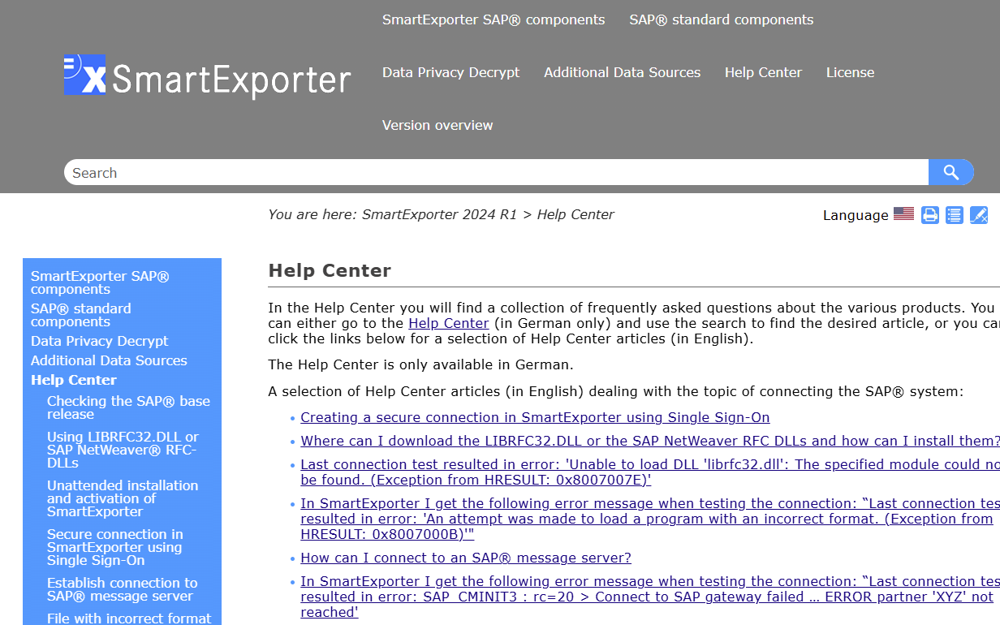 SmartExporter SAP® components SAP® standard components
SmartExporter
Data Privacy Decrypt Additional Data Sources Help Center License
Version overview
Search
You are here: SmartExporter 2024 R1 > Help Center
Language
SmartExporter SAP®
components
SAP® standard
components
Data Privacy Decrypt
Additional Data Sources
Help Center
Checking the SAP® base
release
Using LIBRFC32.DLL or
SAP NetWeaver® RFC-
DLLs
Unattended installation
and activation of
SmartExporter
Secure connection in
SmartExporter using
Single Sign-On
Establish connection to
SAP® message server
File with incorrect format
Help Center
In the Help Center you will find a collection of frequently asked questions about the various products. You
can either go to the Help Center (in German only) and use the search to find the desired article, or you can
click the links below for a selection of Help Center articles (in English).
The Help Center is only available in German.
A selection of Help Center articles (in English) dealing with the topic of connecting the SAP® system:
• Creating a secure connection in SmartExporter using Single Sign-On
• Where can I download the LIBRFC32.DLL or the SAP NetWeaver RFC DLLs and how can I install them?
• Last connection test resulted in error: 'Unable to load DLL 'librfc32.dll': The specified module could no
be found. (Exception from HRESULT: 0x8007007E)'
• In SmartExporter I get the following error message when testing the connection: “Last connection tes
resulted in error: 'An attempt was made to load a program with an incorrect format. (Exception from
HRESULT: 0x8007000B)'"
• How can I connect to an SAP® message server?
• In SmartExporter I get the following error message when testing the connection: “Last connection tes
resulted in error: SAP_CMINIT3 : rc=20 > Connect to SAP gateway failed … ERROR partner 'XYZ' not
reached'